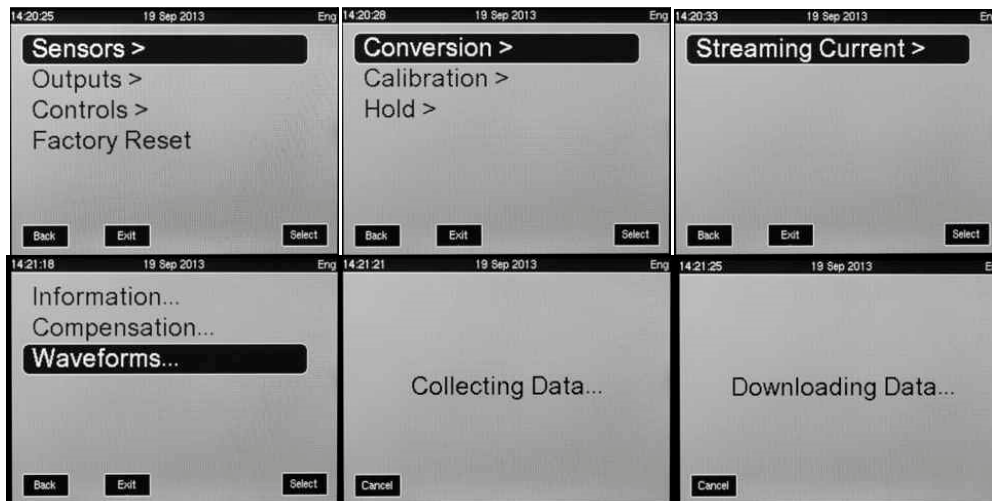 14:20:25 19 Sep 2013 Eng
Sensors >
Outputs >
Controls >
Factory Reset
Back Exit Select
14:20:28 19 Sep 2013 Eng
Conversion >
Calibration >
Hold >
Back Exit Select
14:20:33 19 Sep 2013 Eng
Streaming Current >
Back Exit Select
14:21:18 19 Sep 2013 Eng
Information...
Compensation...
Waveforms...
Back Exit Select
14:21:21 19 Sep 2013 Eng
Collecting Data...
Cancel
14:21:25 19 Sep 2013 E
Downloading Data...
Cancel